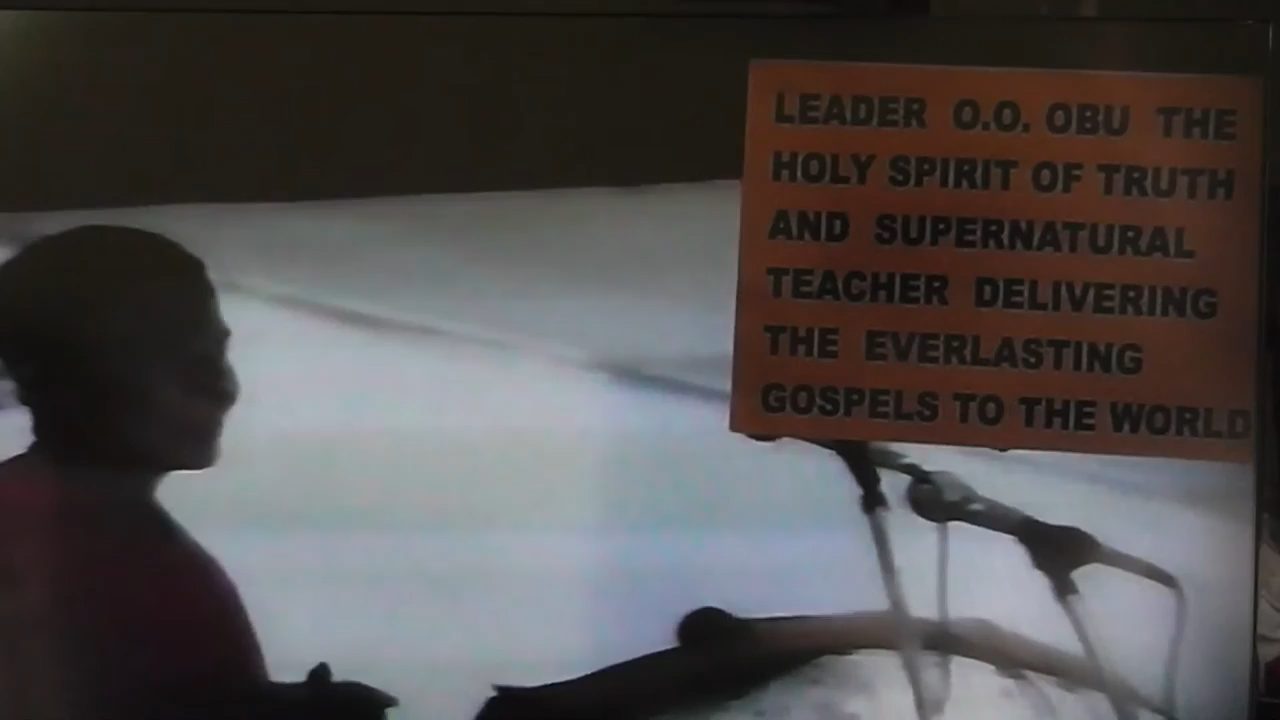 LEADER O.O. OBU THE
HOLY SPIRIT OF TRUTH
AND SUPERNATURAL
TEACHER DELIVERING
THE EVERLASTING
GOSPELS TO THE WORLD